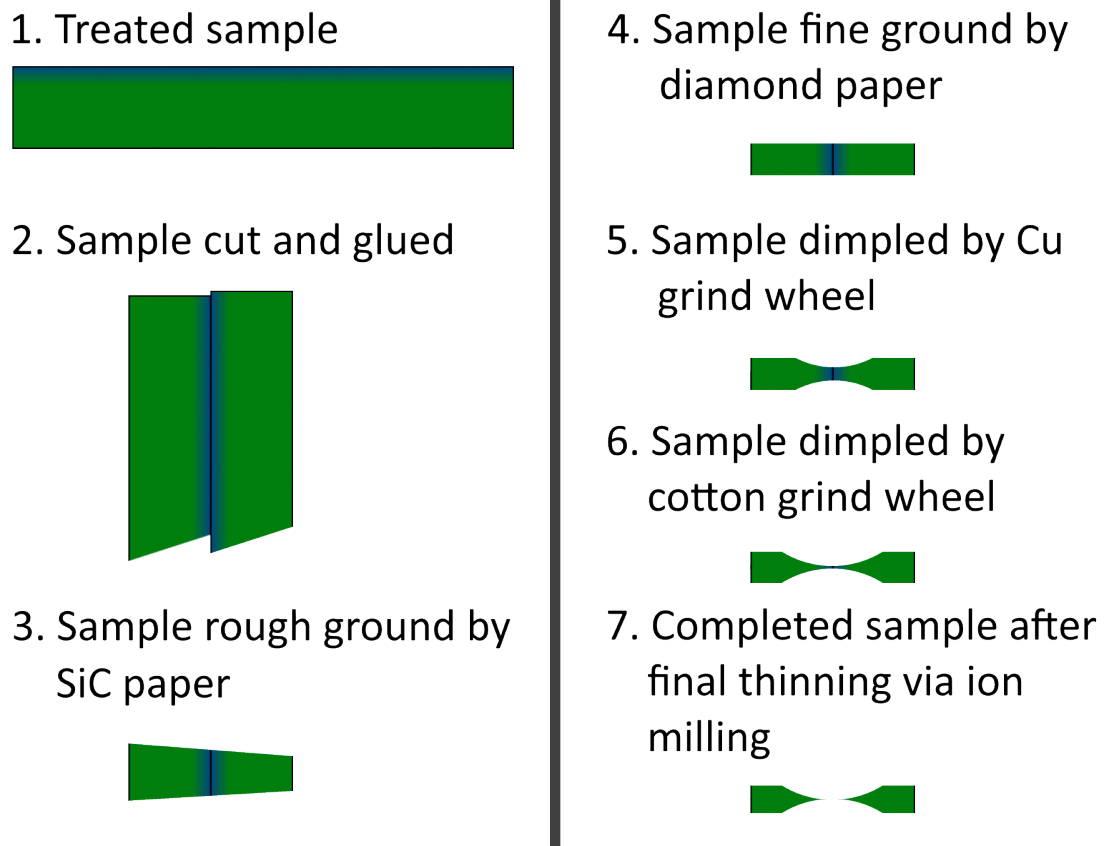 1. Treated sample
2. Sample cut and glued
3. Sample rough ground by
SiC paper
4. Sample fine ground by
diamond paper
5. Sample dimpled by Cu
grind wheel
6. Sample dimpled by
cotton grind wheel
7. Completed sample after
final thinning via ion
milling